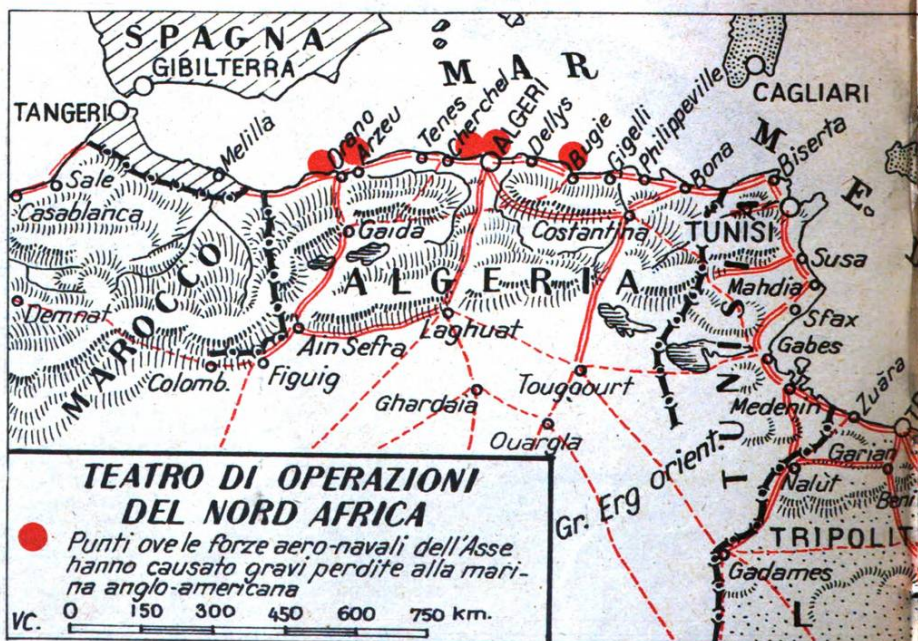 SPAGNA
GIBILTERRA
TANGERI
MAR
CAGLIARI
M
E.
Melilla
Orano
Arzeu
Tenes
Cherchel
ALGERI
Dellys
Bugie
Gigelli
Philippeville
Bona
Biserta
Sale
Casablanca
Gaida
Costantina
TUNISI
Susa
Mahdia
Sfax
Gabes
MAROCCO
ALGERIA
TUNISI
Demnat
Colomb.
Figuig
Ain Sefra
Laghuat
Ghardaia
Tougourt
Ouargla
Medenin
Zuára
Garian
Nalut
Beni
Gr. Erg orient.
TRIPOLIT
Gadames
L
TEATRO DI OPERAZIONI
DEL NORD AFRICA
Punti ove le forze aero-navali dell'Asse
hanno causato gravi perdite alla mari-
na anglo-americana
VC. 0 150 300 450 600 750 km.